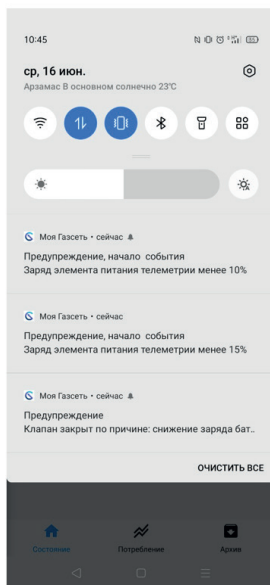 10:45
ср, 16 июн.
Арзамас В основном солнечно 23°C
Моя Газсеть • сейчас
Предупреждение, начало события
Заряд элемента питания телеметрии менее 10%
Моя Газсеть • сейчас
Предупреждение, начало события
Заряд элемента питания телеметрии менее 15%
Моя Газсеть • сейчас
Предупреждение
Клапан закрыт по причине: снижение заряда бат..
ОЧИСТИТЬ ВСЕ
Состояние Потребление Архив